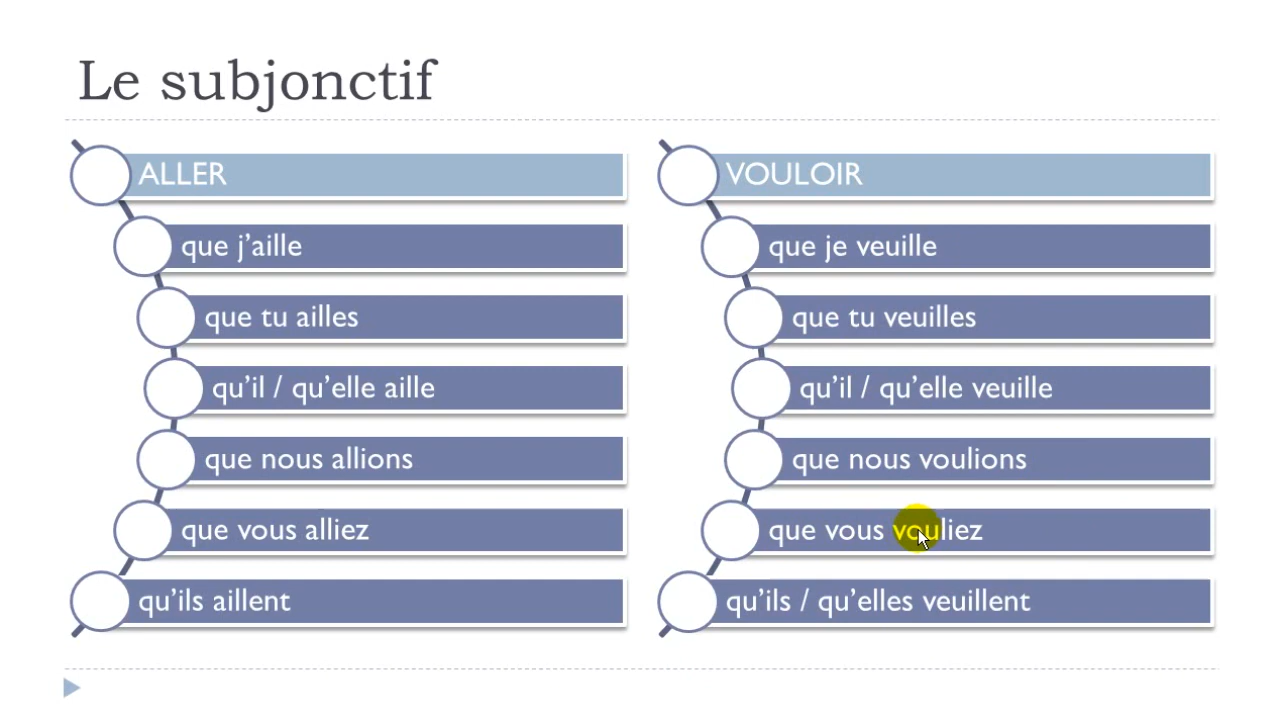 Le subjonctif
ALLER
que j’aille
que tu ailles
qu’il / qu’elle aille
que nous allions
que vous alliez
qu’ils aillent
VOULOIR
que je veuille
que tu veuilles
qu’il / qu’elle veuille
que nous voulions
que vous vouliez
qu’ils / qu’elles veuillent